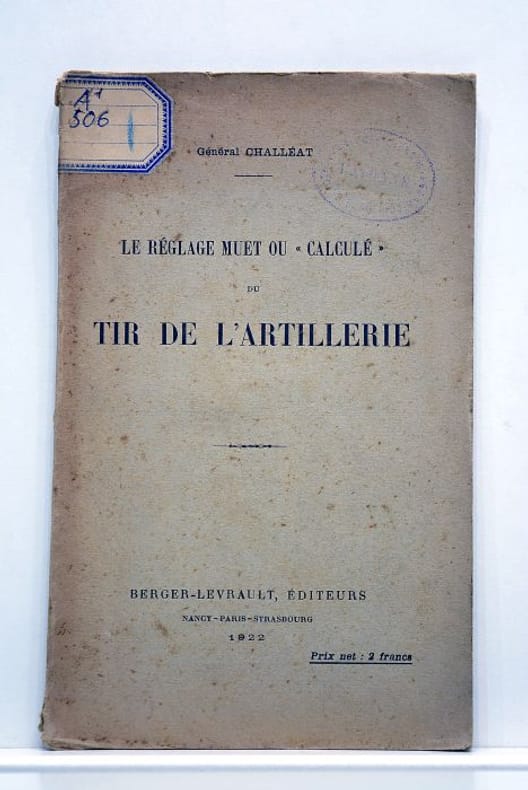 A1
506
Général CHALLÉAT
LE RÉGLAGE MUET OU « CALCULÉ »
DU
TIR DE L'ARTILLERIE
BERGER-LEVRAULT, ÉDITEURS
NANCY-PARIS-STRASBOURG
1922
Prix net : 2 francs